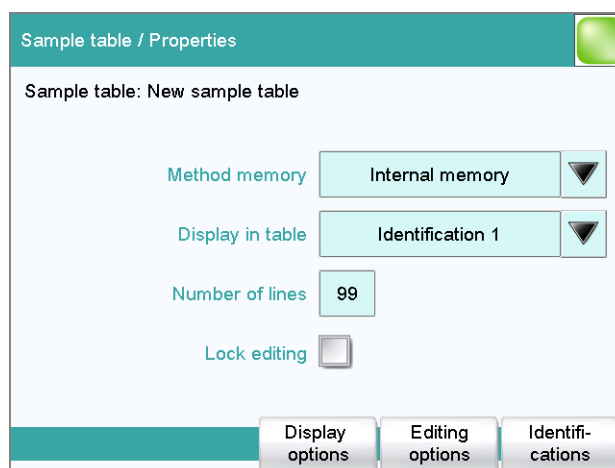 Sample table / Properties
Sample table: New sample table
Method memory Internal memory
Display in table Identification 1
Number of lines 99
Lock editing
Display options
Editing options
Identifi-
cations